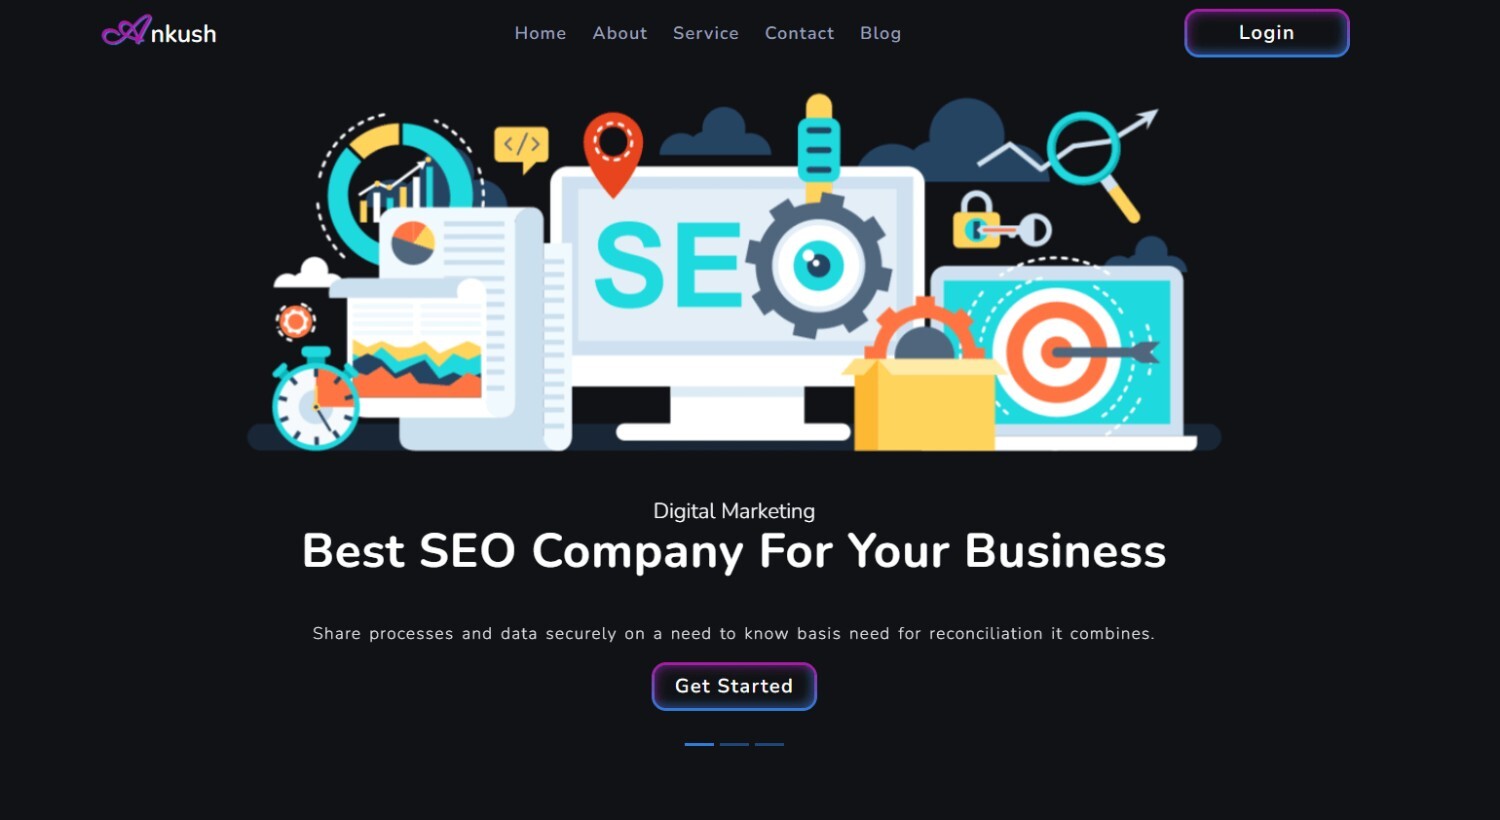 Ankush
Home About Service Contact Blog
Login
</>
SEO
Digital Marketing
Best SEO Company For Your Business
Share processes and data securely on a need to know basis need for reconciliation it combines.
Get Started